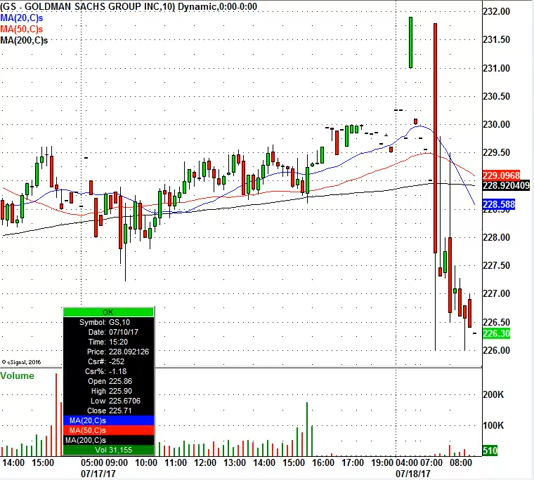 (GS - GOLDMAN SACHS GROUP INC,10) Dynamic,0:00-0:00
MA(20,C)s
MA(50,C)s
MA(200,C)s
232.00
231.50
231.00
230.50
230.00
229.50
229.0968
228.920409
228.588
228.00
227.50
227.00
226.50
226.30
226.00
OK
Symbol: GS,10
Date: 07/10/17
Time: 15:20
Price: 228.092126
Csr#: -252
Csr%: -1.18
Open 225.86
High 225.90
Low 225.6706
Close 225.71
MA(20,C)s
MA(50,C)s
MA(200,C)s
Vol 31,155
© eSignal, 2016
Volume
200K
100K
510
14:00 15:00 05:00 09:00 10:00 11:00 12:00 13:00 14:00 15:00 16:00 17:00 19:00 04:00 07:00 08:00
07/17/17 07/18/17